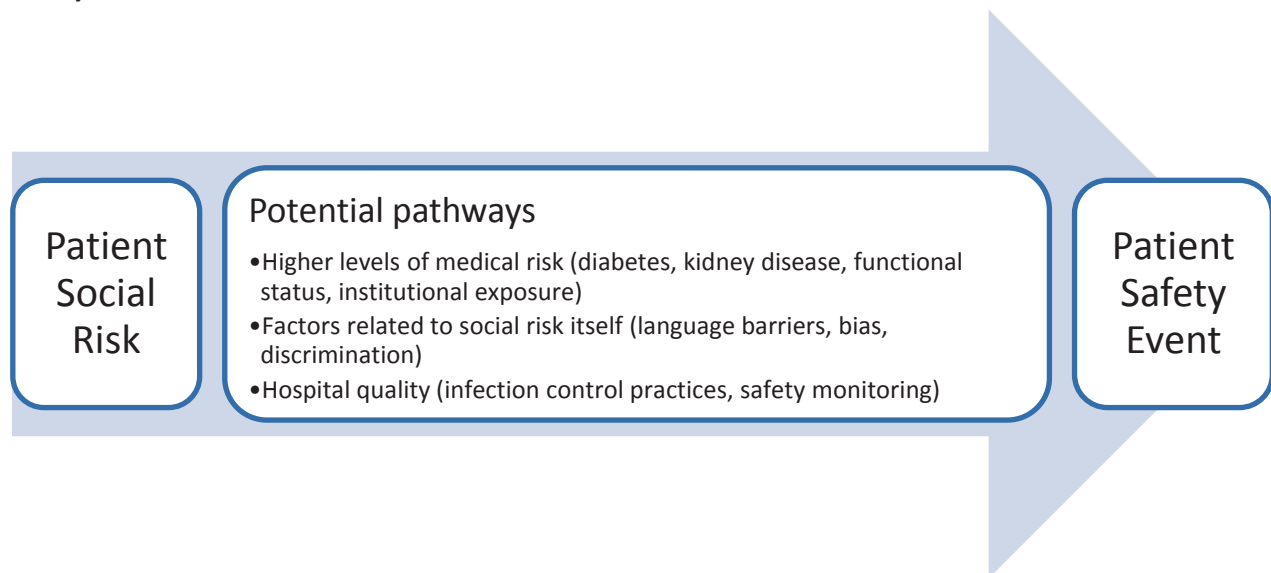 Patient
Social
Risk
Potential pathways
•Higher levels of medical risk (diabetes, kidney disease, functional
status, institutional exposure)
•Factors related to social risk itself (language barriers, bias,
discrimination)
•Hospital quality (infection control practices, safety monitoring)
Patient
Safety
Event